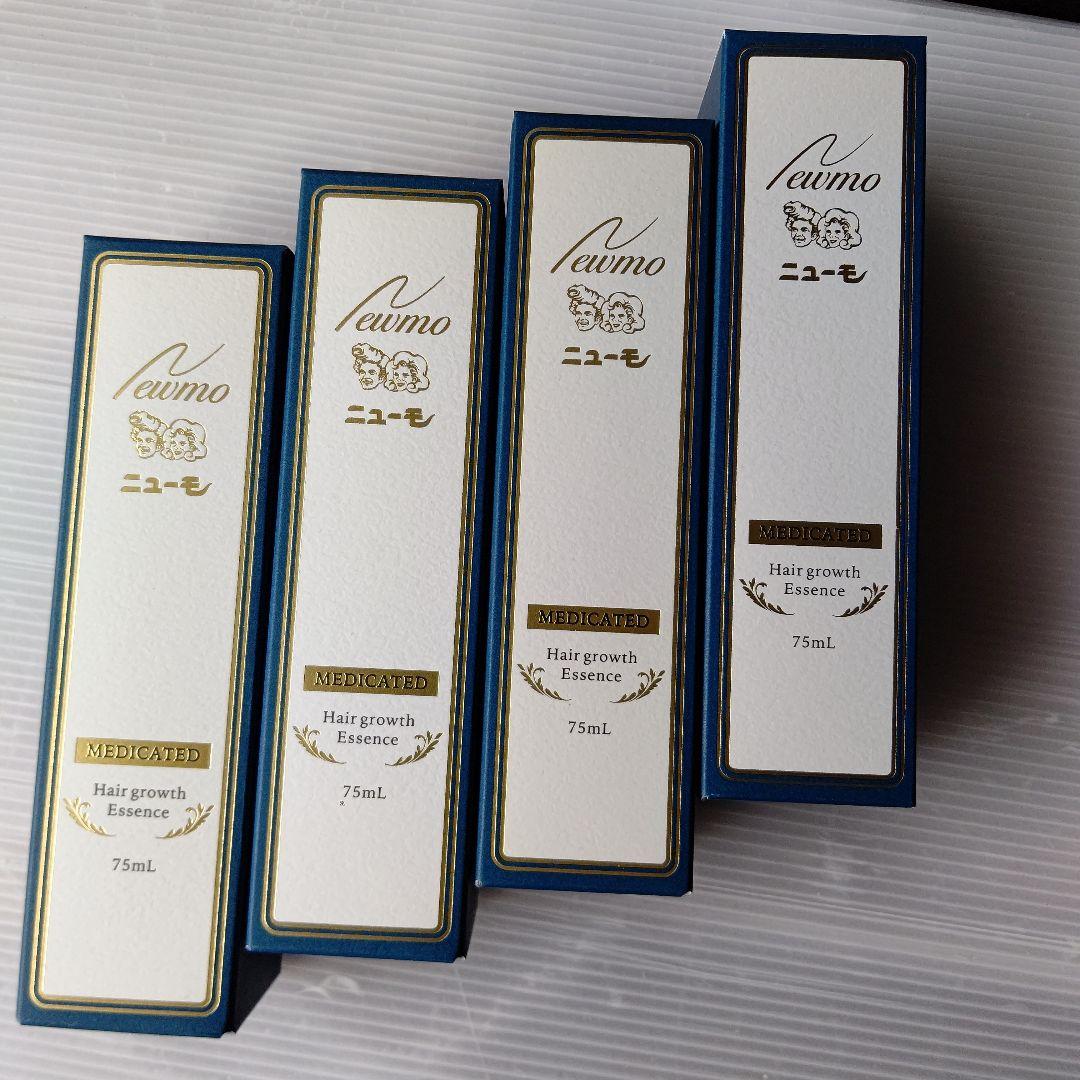 Newmo
ニューモ
MEDICATED
Hair growth
Essence
75mL
Newmo
ニューモ
MEDICATED
Hair growth
Essence
75mL
Newmo
ニューモ
MEDICATED
Hair growth
Essence
75mL
Newmo
ニューモ
MEDICATED
Hair growth
Essence
75mL